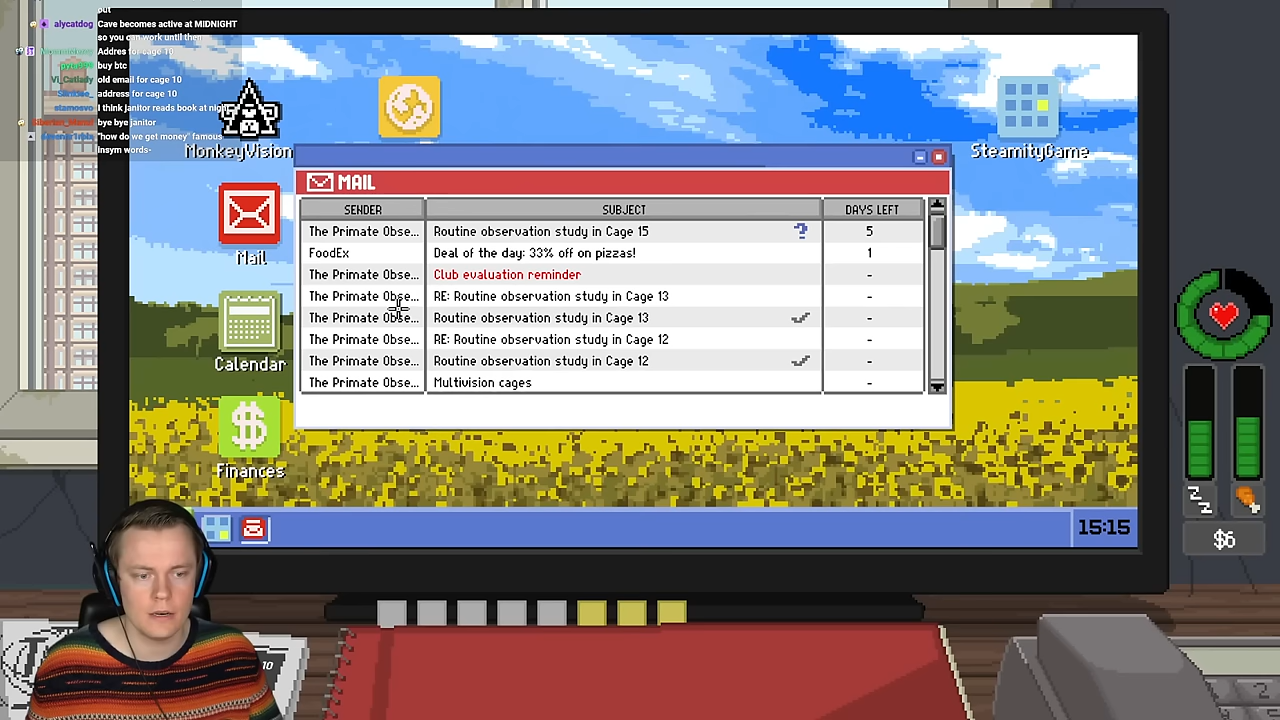 put
alycatdog Cave becomes active at MIDNIGHT
so you can work until then
Addres for cage 10
buy btc
Vi_Catlady old email for cage 10
address for cage 10
stamosvo I think janitor reads book at night
bye bye janitor
"how do we get money" famous
Insym words-
MonkeyVision
SteamityGame
MAIL
SENDER SUBJECT DAYS LEFT
The Primate Obse... Routine observation study in Cage 15 ? 5
FoodEx Deal of the day: 33% off on pizzas! 1
The Primate Obse... Club evaluation reminder -
The Primate Obse... RE: Routine observation study in Cage 13 -
The Primate Obse... Routine observation study in Cage 13 -
The Primate Obse... RE: Routine observation study in Cage 12 -
The Primate Obse... Routine observation study in Cage 12 -
The Primate Obse... Multivision cages -
Mail
Calendar
Finances
15:15
$6
10